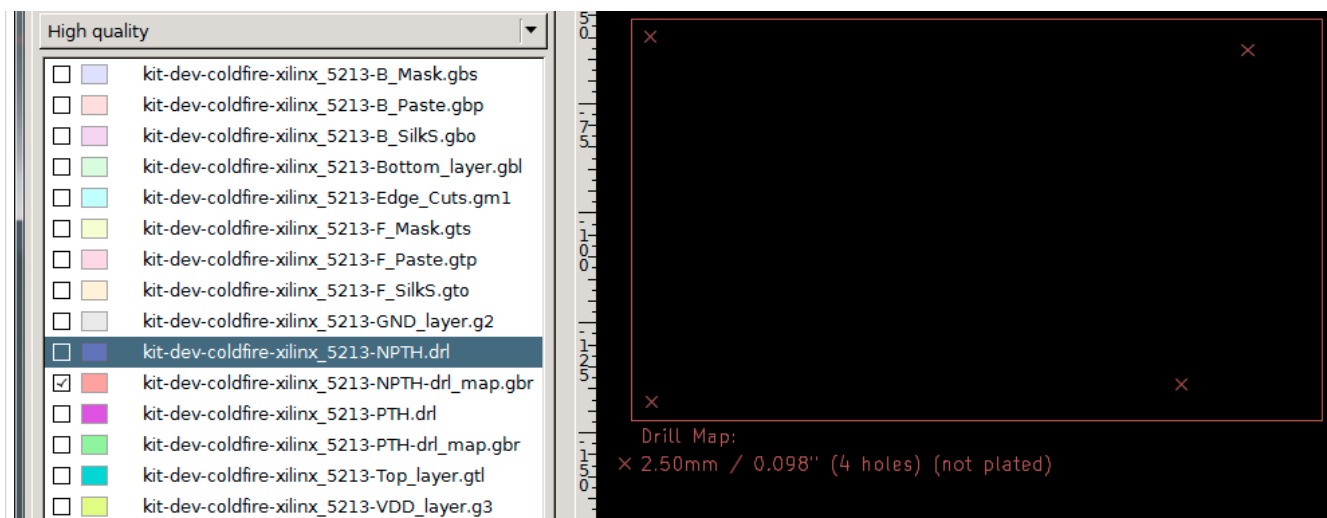 High quality
kit-dev-coldfire-xilinx_5213-B_Mask.gbs
kit-dev-coldfire-xilinx_5213-B_Paste.gbp
kit-dev-coldfire-xilinx_5213-B_SilkS.gbo
kit-dev-coldfire-xilinx_5213-Bottom_layer.gbl
kit-dev-coldfire-xilinx_5213-Edge_Cuts.gm1
kit-dev-coldfire-xilinx_5213-F_Mask.gts
kit-dev-coldfire-xilinx_5213-F_Paste.gtp
kit-dev-coldfire-xilinx_5213-F_SilkS.gto
kit-dev-coldfire-xilinx_5213-GND_layer.g2
kit-dev-coldfire-xilinx_5213-NPTH.drl
kit-dev-coldfire-xilinx_5213-NPTH-drl_map.gbr
kit-dev-coldfire-xilinx_5213-PTH.drl
kit-dev-coldfire-xilinx_5213-PTH-drl_map.gbr
kit-dev-coldfire-xilinx_5213-Top_layer.gtl
kit-dev-coldfire-xilinx_5213-VDD_layer.g3
50
-75
-100
-125
-150
Drill Map:
2.50mm / 0.098'' (4 holes) (not plated)